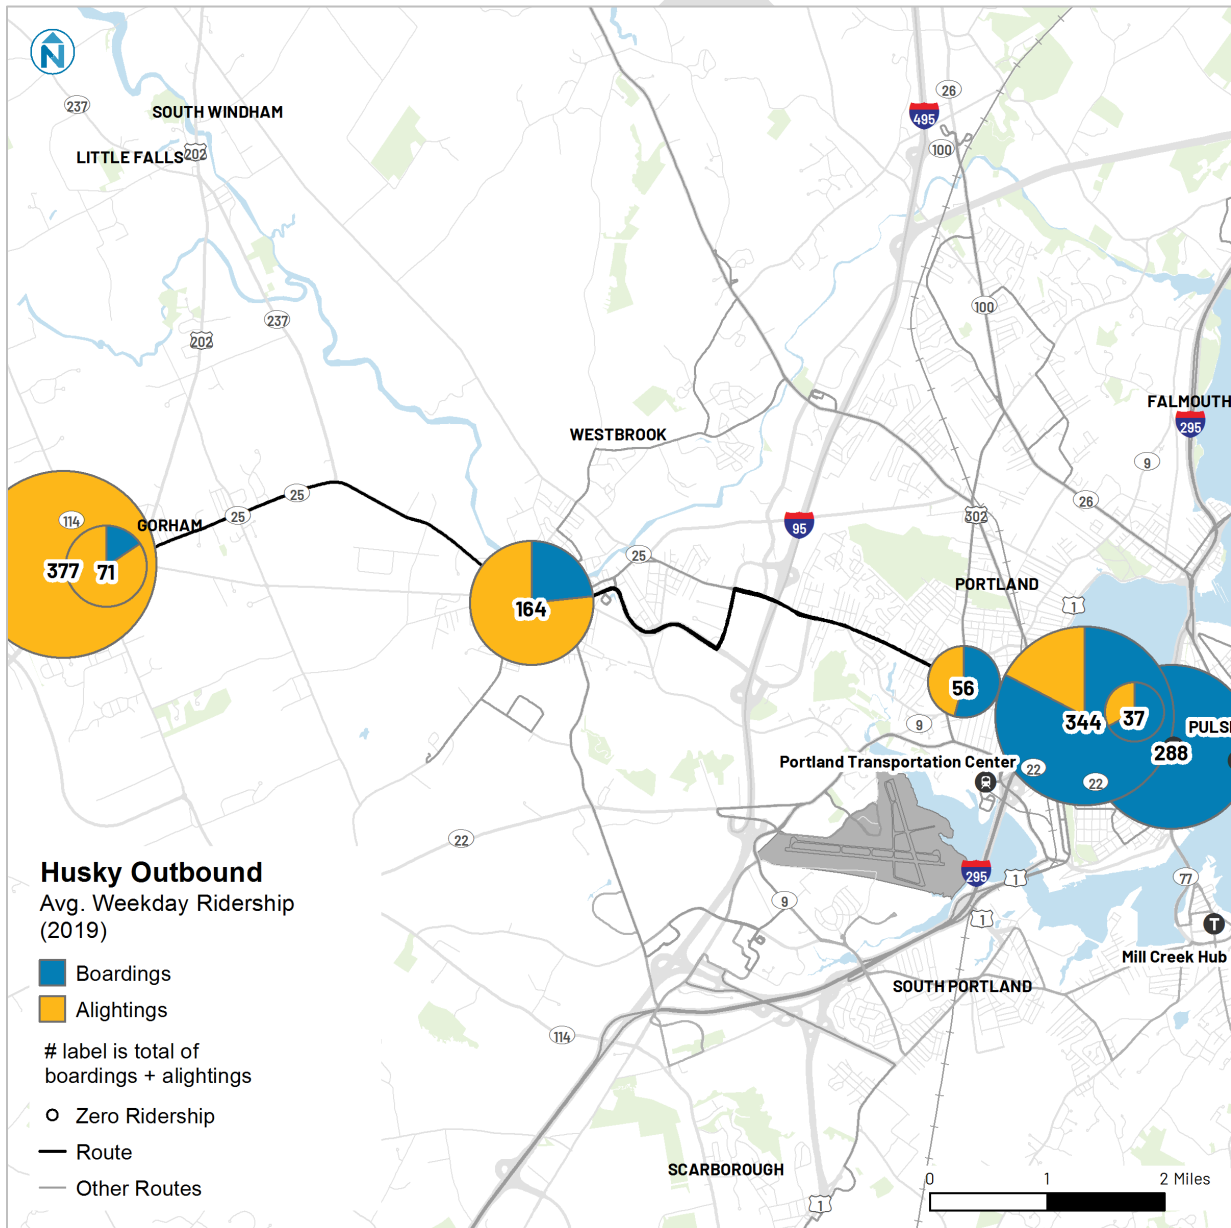 N
495
26
237
SOUTH WINDHAM
100
LITTLE FALLS
202
100
237
202
FALMOUTH
295
WESTBROOK
9
25
26
114
GORHAM
25
302
95
25
377
71
PORTLAND
1
164
56
344
37
PULS
9
288
Portland Transportation Center
22
22
22
Husky Outbound
Avg. Weekday Ridership
(2019)
295
1
77
9
1
T
Mill Creek Hub
Boardings
SOUTH PORTLAND
Alightings
114
# label is total of
boardings + alightings
Zero Ridership
Route
SCARBOROUGH
0 1 2 Miles
Other Routes
1